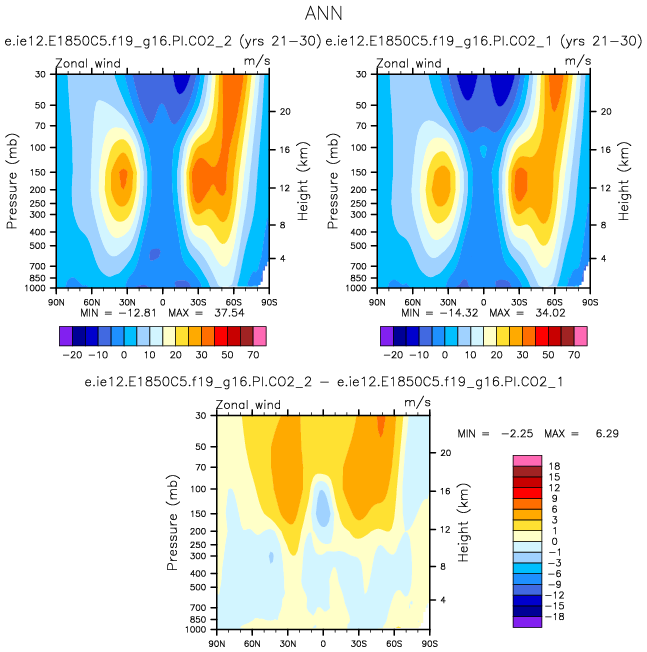 ANN
e.ie12.E1850C5.f19_g16.PI.CO2_2 (yrs 21-30) e.ie12.E1850C5.f19_g16.PI.CO2_1 (yrs 21-30)
Zonal wind m/s Zonal wind m/s
30 50 70 100 150 200 250 300 400 500 700 850 1000
Pressure (mb)
20 16 12 8 4
Height (km)
90N 60N 30N 0 30S 60S 90S
MIN = -12.81 MAX = 37.54
-20 -10 0 10 20 30 50 70
30 50 70 100 150 200 250 300 400 500 700 850 1000
Pressure (mb)
20 16 12 8 4
Height (km)
90N 60N 30N 0 30S 60S 90S
MIN = -14.32 MAX = 34.02
-20 -10 0 10 20 30 50 70
e.ie12.E1850C5.f19_g16.PI.CO2_2 - e.ie12.E1850C5.f19_g16.PI.CO2_1
Zonal wind m/s
30 50 70 100 150 200 250 300 400 500 700 850 1000
Pressure (mb)
20 16 12 8 4
Height (km)
90N 60N 30N 0 30S 60S 90S
MIN = -2.25 MAX = 6.29
18
15
12
9
6
3
1
0
-1
-3
-6
-9
-12
-15
-18